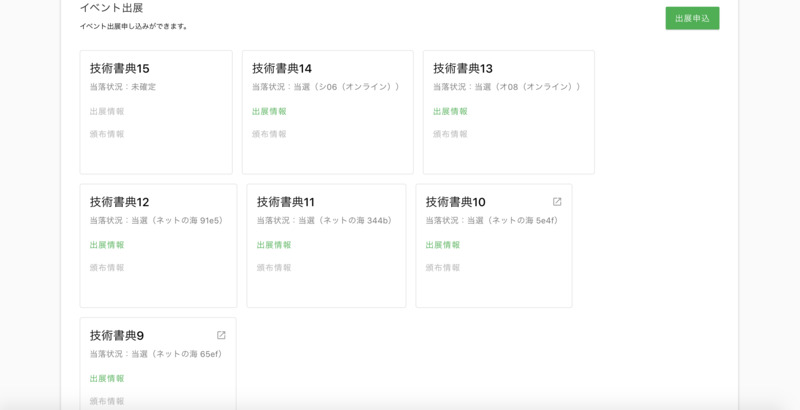 イベント出展
イベント出展申し込みができます。
出展申込
技術書典15
当落状況：未確定
出展情報
頒布情報
技術書典14
当落状況：当選（シ06（オンライン））
出展情報
頒布情報
技術書典13
当落状況：当選（オ08（オンライン））
出展情報
頒布情報
技術書典12
当落状況：当選（ネットの海 91e5）
出展情報
頒布情報
技術書典11
当落状況：当選（ネットの海 344b）
出展情報
頒布情報
技術書典10
当落状況：当選（ネットの海 5e4f）
出展情報
頒布情報
技術書典9
当落状況：当選（ネットの海 65ef）
出展情報
頒布情報